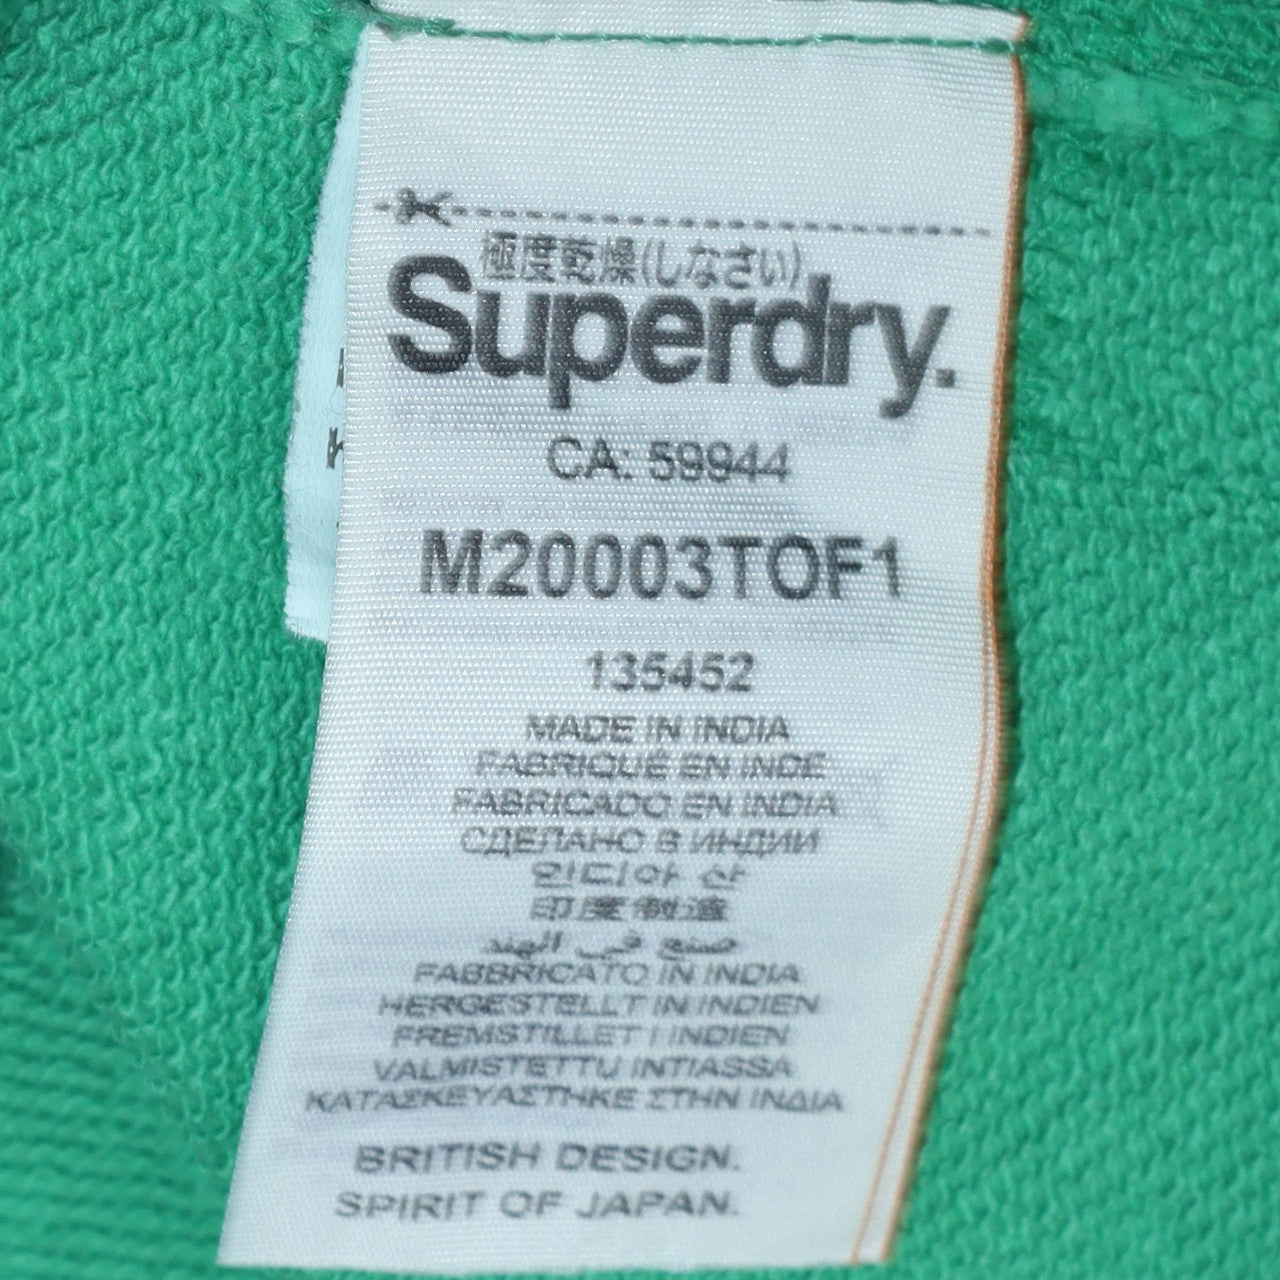 極度乾燥(しなさい)
Superdry.
CA: 59944
M20003TOF1
135452
MADE IN INDIA
FABRIQUÉ EN INDE
FABRICADO EN INDIA
СДЕЛАНО В ИНДИИ
인디아 산
印度制造
صنع في الهند
FABBRICATO IN INDIA
HERGESTELLT IN INDIEN
FREMSTILLET I INDIEN
VALMISTETTU INTIASSA
ΚΑΤΑΣΚΕΥΑΣΤΗΚΕ ΣΤΗΝ ΙΝΔΙΑ
BRITISH DESIGN.
SPIRIT OF JAPAN.